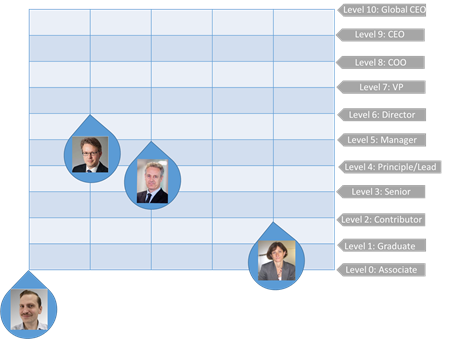 Level 10: Global CEO
Level 9: CEO
Level 8: COO
Level 7: VP
Level 6: Director
Level 5: Manager
Level 4: Principle/Lead
Level 3: Senior
Level 2: Contributor
Level 1: Graduate
Level 0: Associate